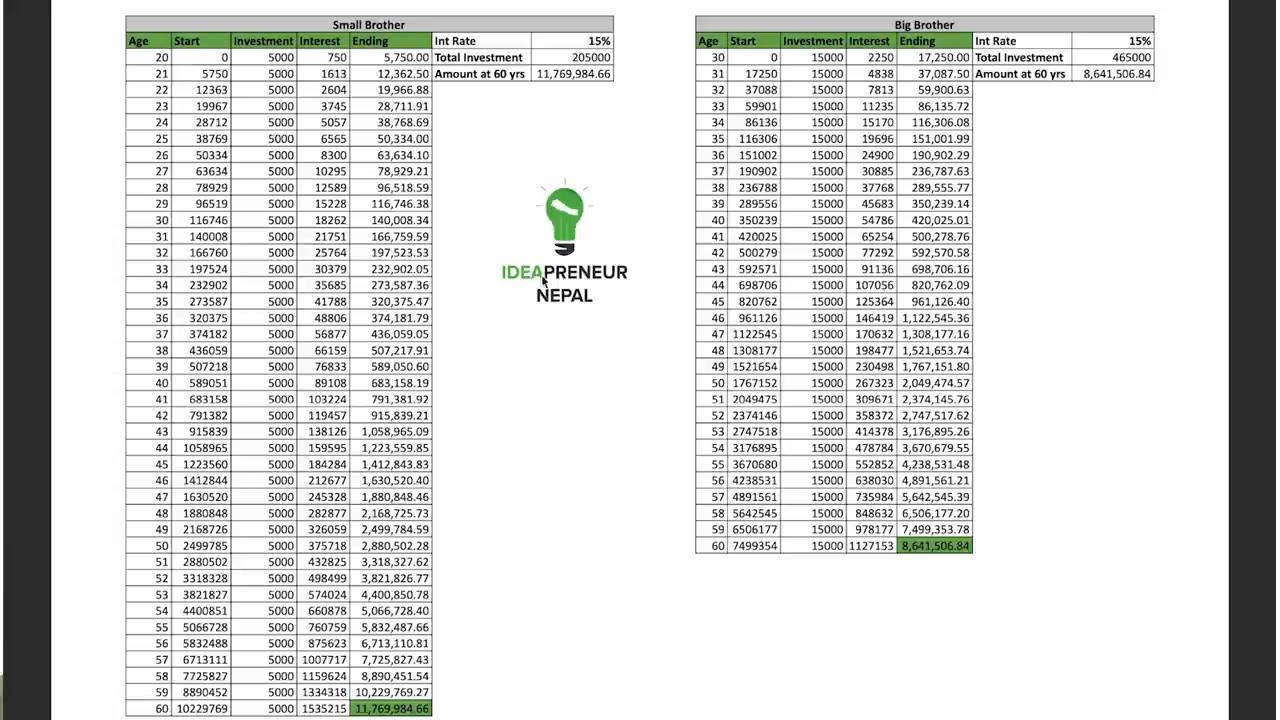 Small Brother
Age Start Investment Interest Ending Int Rate 15%
20 0 5000 750 5,750.00 Total Investment 205000
21 5750 5000 1613 12,362.50 Amount at 60 yrs 11,769,984.66
22 12363 5000 2604 19,966.88
23 19967 5000 3745 28,711.91
24 28712 5000 5057 38,768.69
25 38769 5000 6565 50,334.00
26 50334 5000 8300 63,634.10
27 63634 5000 10295 78,929.21
28 78929 5000 12589 96,518.59
29 96519 5000 15228 116,746.38
30 116746 5000 18262 140,008.34
31 140008 5000 21751 166,759.59
32 166760 5000 25764 197,523.53
33 197524 5000 30379 232,902.05
34 232902 5000 35685 273,587.36
35 273587 5000 41788 320,375.47
36 320375 5000 48806 374,181.79
37 374182 5000 56877 436,059.05
38 436059 5000 66159 507,217.91
39 507218 5000 76833 589,050.60
40 589051 5000 89108 683,158.19
41 683158 5000 103224 791,381.92
42 791382 5000 119457 915,839.21
43 915839 5000 138126 1,058,965.09
44 1058965 5000 159595 1,223,559.85
45 1223560 5000 184284 1,412,843.83
46 1412844 5000 212677 1,630,520.40
47 1630520 5000 245328 1,880,848.46
48 1880848 5000 282877 2,168,725.73
49 2168726 5000 326059 2,499,784.59
50 2499785 5000 375718 2,880,502.28
51 2880502 5000 432825 3,318,327.62
52 3318328 5000 498499 3,821,826.77
53 3821827 5000 574024 4,400,850.78
54 4400851 5000 660878 5,066,728.40
55 5066728 5000 760759 5,832,487.66
56 5832488 5000 875623 6,713,110.81
57 6713111 5000 1007717 7,725,827.43
58 7725827 5000 1159624 8,890,451.54
59 8890452 5000 1334318 10,229,769.27
60 10229769 5000 1535215 11,769,984.66
IDEAPRENEUR
NEPAL
Big Brother
Age Start Investment Interest Ending Int Rate 15%
30 0 15000 2250 17,250.00 Total Investment 465000
31 17250 15000 4838 37,087.50 Amount at 60 yrs 8,641,506.84
32 37088 15000 7813 59,900.63
33 59901 15000 11235 86,135.72
34 86136 15000 15170 116,306.08
35 116306 15000 19696 151,001.99
36 151002 15000 24900 190,902.29
37 190902 15000 30885 236,787.63
38 236788 15000 37768 289,555.77
39 289556 15000 45683 350,239.14
40 350239 15000 54786 420,025.01
41 420025 15000 65254 500,278.76
42 500279 15000 77292 592,570.58
43 592571 15000 91136 698,706.16
44 698706 15000 107056 820,762.09
45 820762 15000 125364 961,126.40
46 961126 15000 146419 1,122,545.36
47 1122545 15000 170632 1,308,177.16
48 1308177 15000 198477 1,521,653.74
49 1521654 15000 230498 1,767,151.80
50 1767152 15000 267323 2,049,474.57
51 2049475 15000 309671 2,374,145.76
52 2374146 15000 358372 2,747,517.62
53 2747518 15000 414378 3,176,895.26
54 3176895 15000 478784 3,670,679.55
55 3670680 15000 552852 4,238,531.48
56 4238531 15000 638030 4,891,561.21
57 4891561 15000 735984 5,642,545.39
58 5642545 15000 848632 6,506,177.20
59 6506177 15000 978177 7,499,353.78
60 7499354 15000 1127153 8,641,506.84